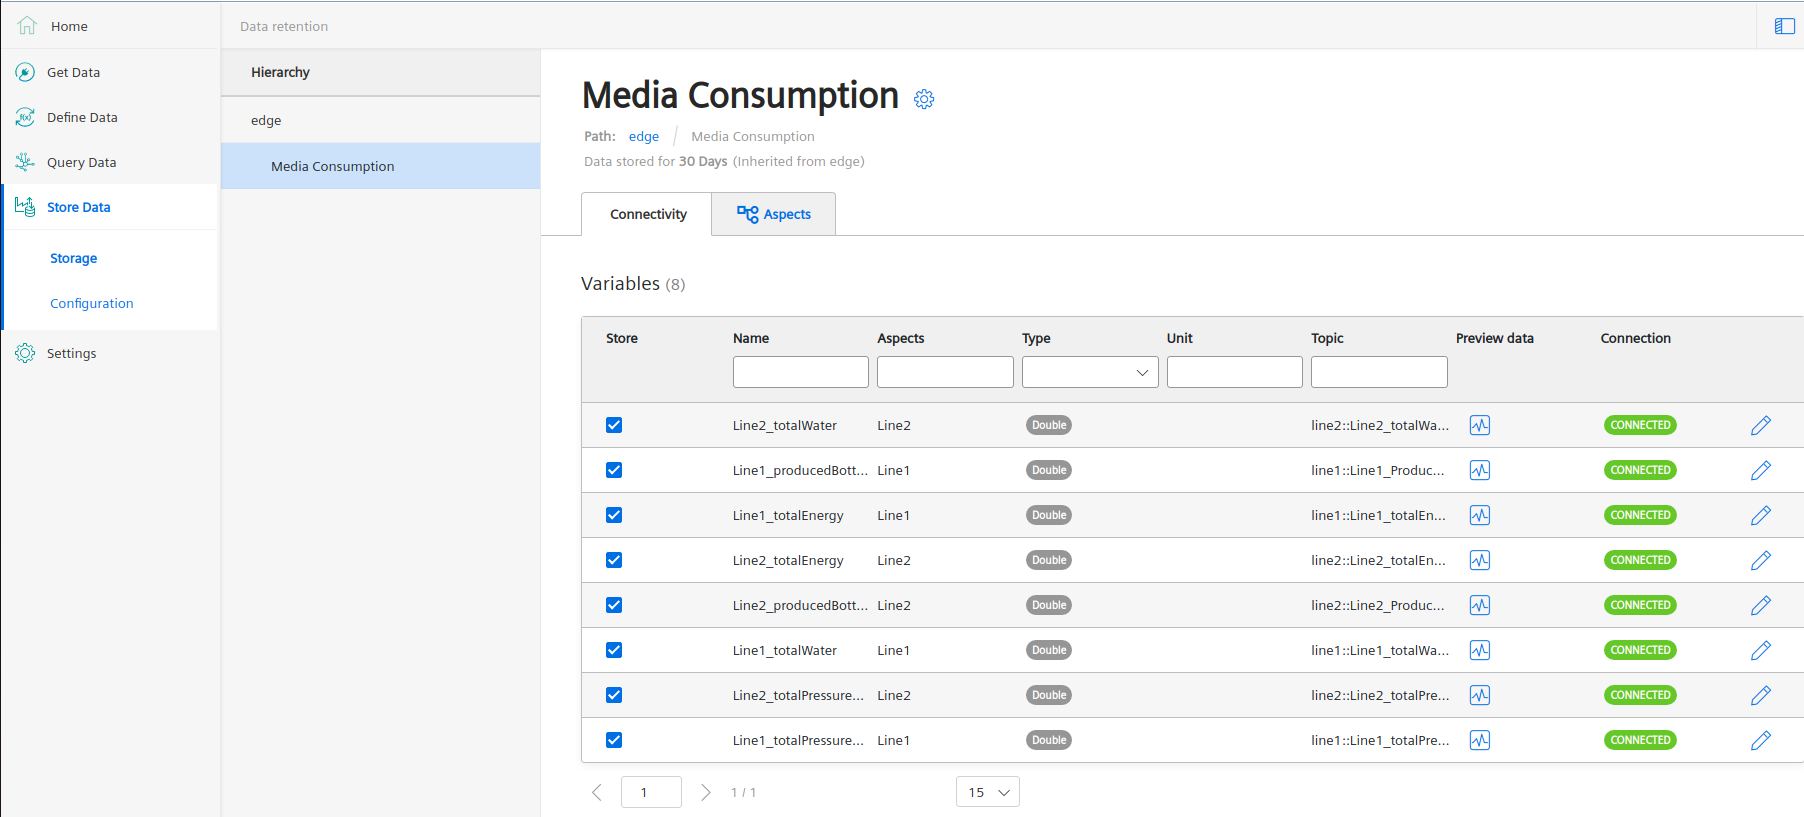 Home
Get Data
Define Data
Query Data
Store Data
Storage
Configuration
Settings
Data retention
Hierarchy
edge
Media Consumption
Media Consumption
Path: edge / Media Consumption
Data stored for 30 Days (Inherited from edge)
Connectivity Aspects
Variables (8)
Store Name Aspects Type Unit Topic Preview data Connection
Line2_totalWater Line2 Double line2::Line2_totalWa... CONNECTED
Line1_producedBott... Line1 Double line1::Line1_Produc... CONNECTED
Line1_totalEnergy Line1 Double line1::Line1_totalEn... CONNECTED
Line2_totalEnergy Line2 Double line2::Line2_totalEn... CONNECTED
Line2_producedBott... Line2 Double line2::Line2_Produc... CONNECTED
Line1_totalWater Line1 Double line1::Line1_totalWa... CONNECTED
Line2_totalPressure... Line2 Double line2::Line2_totalPre... CONNECTED
Line1_totalPressure... Line1 Double line1::Line1_totalPre... CONNECTED
1 1 / 1 15